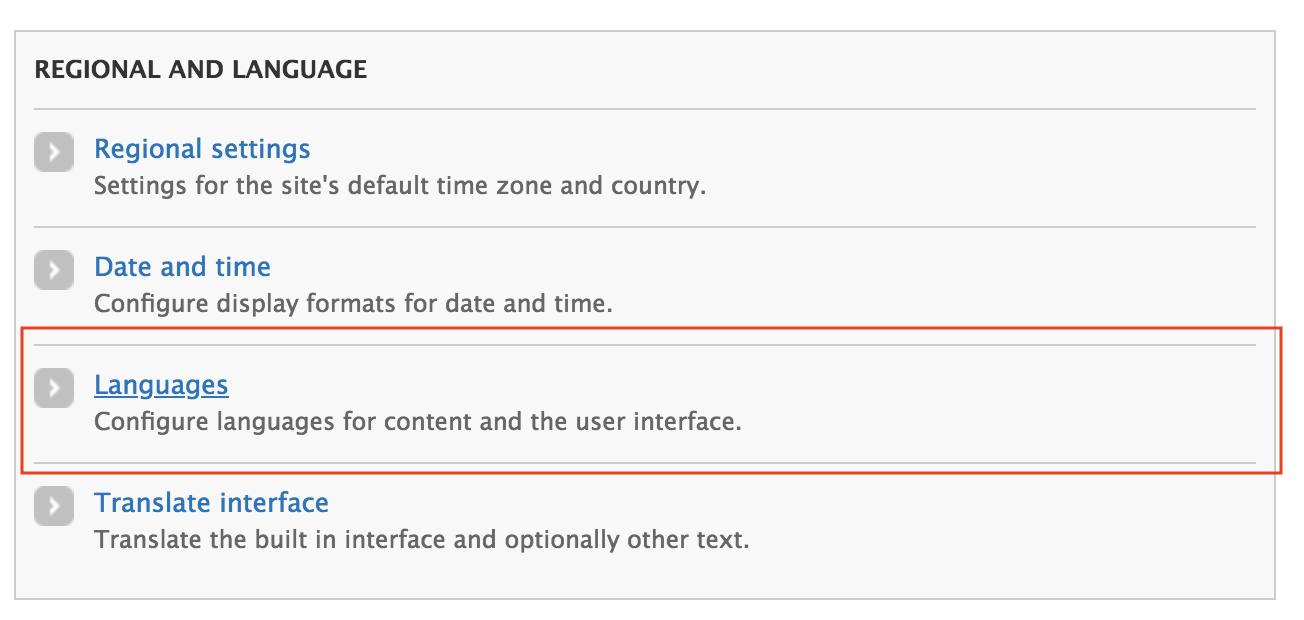 REGIONAL AND LANGUAGE
Regional settings
Settings for the site's default time zone and country.
Date and time
Configure display formats for date and time.
Languages
Configure languages for content and the user interface.
Translate interface
Translate the built in interface and optionally other text.